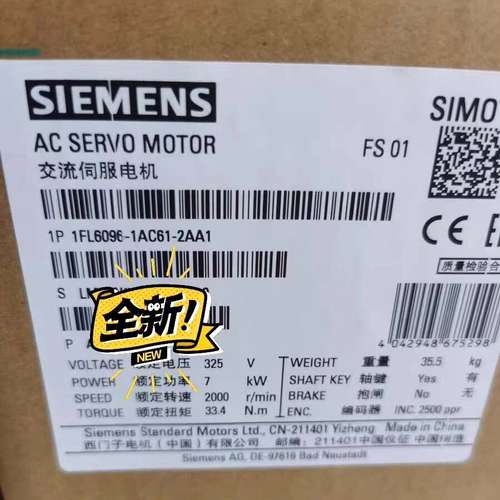 SIEMENS
SIMO
AC SERVO MOTOR
FS 01
交流伺服电机
1P 1FL6096-1AC61-2AA1
CE
质量检验合
S
全新!
NEW
P
4 042948 675298
VOLTAGE 额定电压 325 V
WEIGHT 重量 35.5 kg
POWER 额定功率 7 kW
SHAFT KEY 轴键 Yes 有
SPEED 额定转速 2000 r/min
BRAKE 抱闸 No 无
TORQUE 额定扭矩 33.4 N.m
ENC. 编码器 INC. 2500 ppr
Siemens Standard Motors Ltd., CN-211401 Yizheng Made in China
西门子电机（中国）有限公司 邮编：211401中国仪征 中国制造
Siemens AG, DE-97616 Bad Neustadt